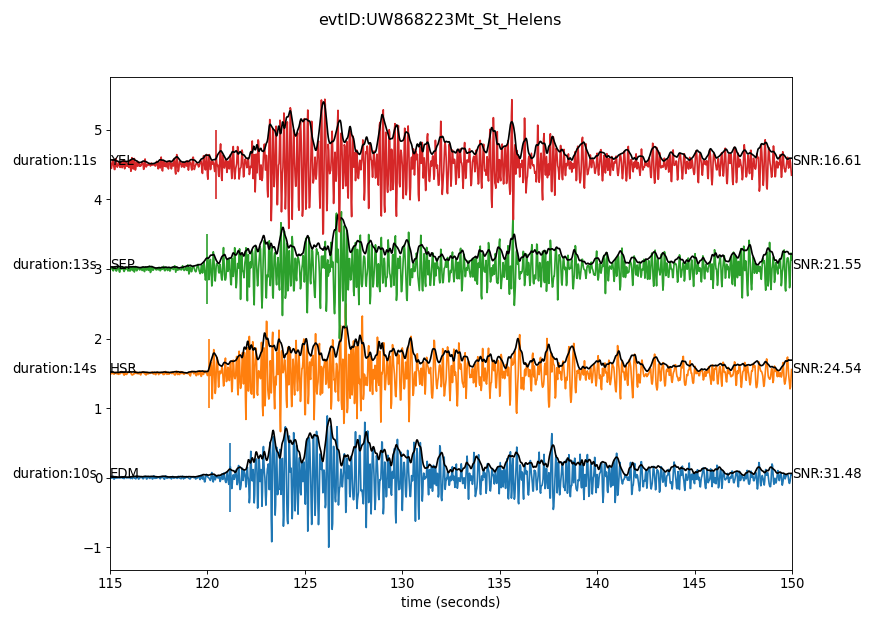 evtID:UW868223Mt_St_Helens
5
duration:11s YEL SNR:16.61
4
duration:13s 3 SEP SNR:21.55
2
duration:14s HSR SNR:24.54
1
duration:10s 0 EDM SNR:31.48
−1
115 120 125 130 135 140 145 150
time (seconds)